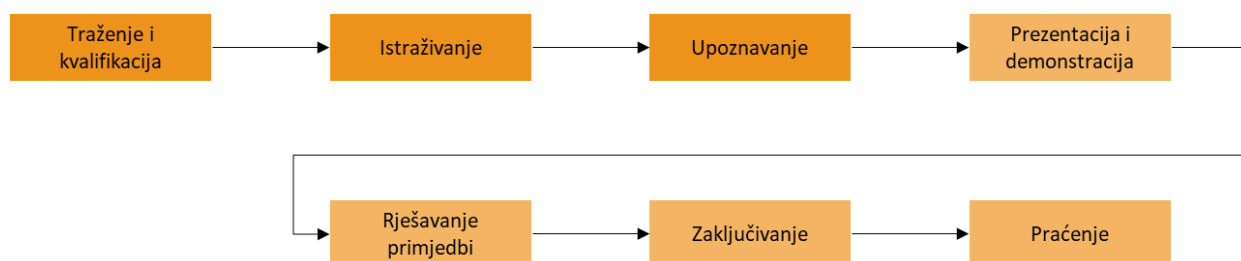 Traženje i
kvalifikacija
Istraživanje
Upoznavanje
Prezentacija i
demonstracija
Rješavanje
primjedbi
Zaključivanje
Praćenje